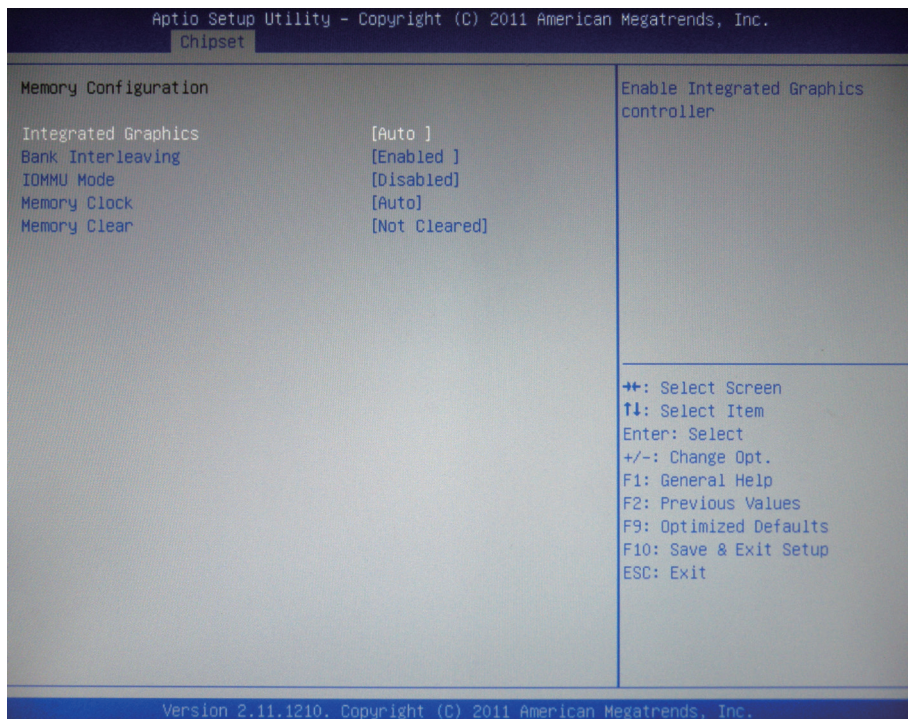 Aptio Setup Utility – Copyright (C) 2011 American Megatrends, Inc.
Chipset
Memory Configuration
Integrated Graphics [Auto ]
Bank Interleaving [Enabled ]
IOMMU Mode [Disabled]
Memory Clock [Auto]
Memory Clear [Not Cleared]
Enable Integrated Graphics
controller
→←: Select Screen
↑↓: Select Item
Enter: Select
+/-: Change Opt.
F1: General Help
F2: Previous Values
F9: Optimized Defaults
F10: Save & Exit Setup
ESC: Exit
Version 2.11.1210. Copyright (C) 2011 American Megatrends, Inc.